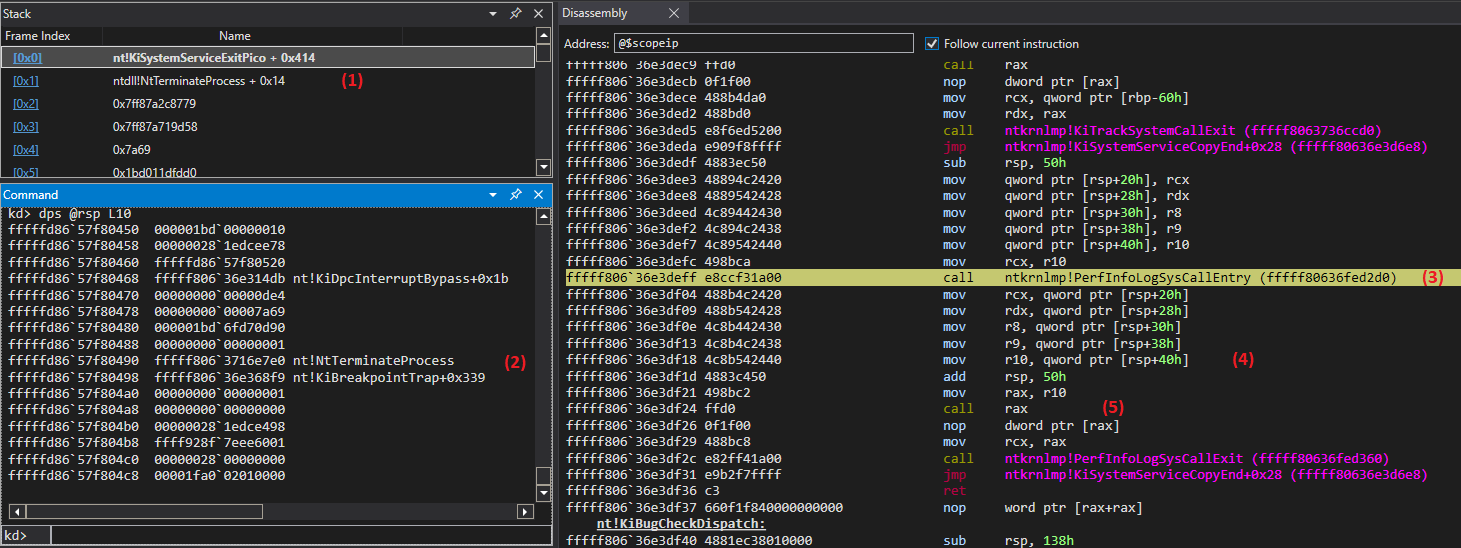 Stack
Frame Index Name
[0x0] nt!KiSystemServiceExitPico + 0x414
[0x1] ntdll!NtTerminateProcess + 0x14 (1)
[0x2] 0x7ff87a2c8779
[0x3] 0x7ff87a719d58
[0x4] 0x7a69
[0x5] 0x1bd011dfdd0
Command
kd> dps @rsp L10
fffffd86`57f80450 000001bd`00000010
fffffd86`57f80458 00000028`1edcee78
fffffd86`57f80460 fffffd86`57f80520
fffffd86`57f80468 fffff806`36e314db nt!KiDpcInterruptBypass+0x1b
fffffd86`57f80470 00000000`00000de4
fffffd86`57f80478 00000000`00007a69
fffffd86`57f80480 000001bd`6fd70d90
fffffd86`57f80488 00000000`00000001
fffffd86`57f80490 fffff806`3716e7e0 nt!NtTerminateProcess (2)
fffffd86`57f80498 fffff806`36e368f9 nt!KiBreakpointTrap+0x339
fffffd86`57f804a0 00000000`00000001
fffffd86`57f804a8 00000000`00000000
fffffd86`57f804b0 00000028`1edce498
fffffd86`57f804b8 ffff928f`7eee6001
fffffd86`57f804c0 00000028`00000000
fffffd86`57f804c8 00001fa0`02010000
kd>
Disassembly
Address: @$scopeip Follow current instruction
fffff806`36e3dec9 ffd0 call rax
fffff806`36e3decb 0f1f00 nop dword ptr [rax]
fffff806`36e3dece 488b4da0 mov rcx, qword ptr [rbp-60h]
fffff806`36e3ded2 488bd0 mov rdx, rax
fffff806`36e3ded5 e8f6ed5200 call ntkrnlmp!KiTrackSystemCallExit (fffff8063736ccd0)
fffff806`36e3deda e909f8ffff jmp ntkrnlmp!KiSystemServiceCopyEnd+0x28 (fffff80636e3d6e8)
fffff806`36e3dedf 4883ec50 sub rsp, 50h
fffff806`36e3dee3 48894c2420 mov qword ptr [rsp+20h], rcx
fffff806`36e3dee8 4889542428 mov qword ptr [rsp+28h], rdx
fffff806`36e3deed 4c89442430 mov qword ptr [rsp+30h], r8
fffff806`36e3def2 4c894c2438 mov qword ptr [rsp+38h], r9
fffff806`36e3def7 4c89542440 mov qword ptr [rsp+40h], r10
fffff806`36e3defc 498bca mov rcx, r10
fffff806`36e3deff e8ccf31a00 call ntkrnlmp!PerfInfoLogSysCallEntry (fffff80636fed2d0) (3)
fffff806`36e3df04 488b4c2420 mov rcx, qword ptr [rsp+20h]
fffff806`36e3df09 488b542428 mov rdx, qword ptr [rsp+28h]
fffff806`36e3df0e 4c8b442430 mov r8, qword ptr [rsp+30h]
fffff806`36e3df13 4c8b4c2438 mov r9, qword ptr [rsp+38h]
fffff806`36e3df18 4c8b542440 mov r10, qword ptr [rsp+40h] (4)
fffff806`36e3df1d 4883c450 add rsp, 50h
fffff806`36e3df21 498bc2 mov rax, r10
fffff806`36e3df24 ffd0 call rax (5)
fffff806`36e3df26 0f1f00 nop dword ptr [rax]
fffff806`36e3df29 488bc8 mov rcx, rax
fffff806`36e3df2c e82ff41a00 call ntkrnlmp!PerfInfoLogSysCallExit (fffff80636fed360)
fffff806`36e3df31 e9b2f7ffff jmp ntkrnlmp!KiSystemServiceCopyEnd+0x28 (fffff80636e3d6e8)
fffff806`36e3df36 c3 ret
fffff806`36e3df37 660f1f840000000000 nop word ptr [rax+rax]
nt!KiBugCheckDispatch:
fffff806`36e3df40 4881ec38010000 sub rsp, 138h